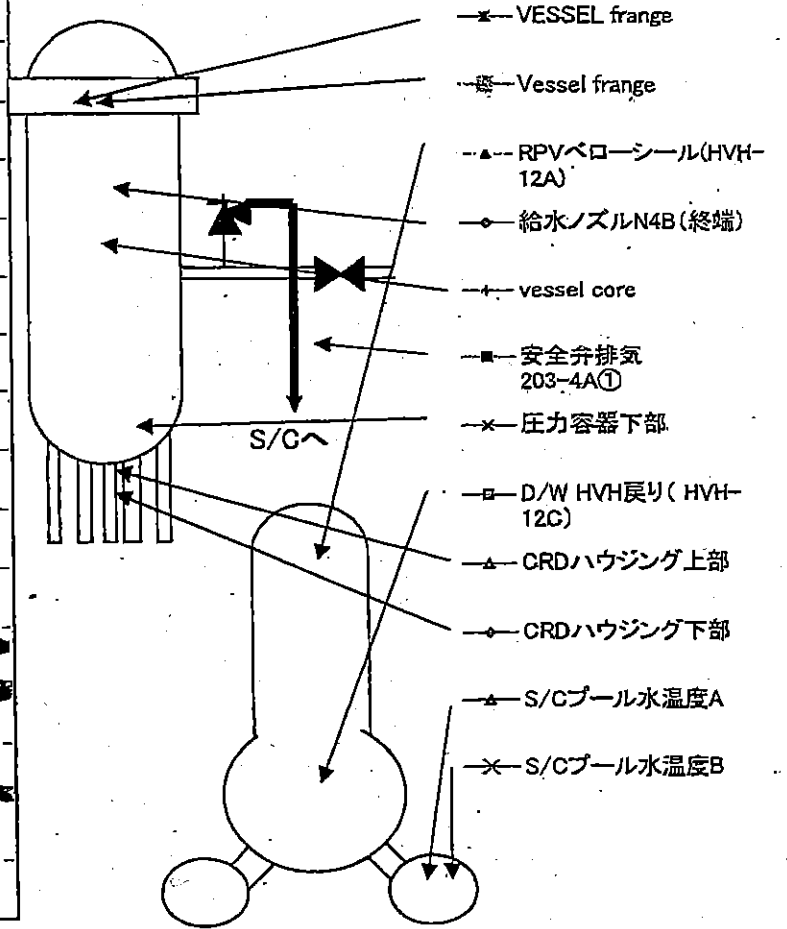 VESSEL frange
Vessel frange
RPVベローシール(HVH-
12A)
給水ノズルN4B(終端)
vessel core
安全弁排気
203-4A①
S/Cへ
圧力容器下部
D/W HVH戻り( HVH-
12C)
CRDハウジング上部
CRDハウジング下部
S/Cプール水温度A
S/Cプール水温度B